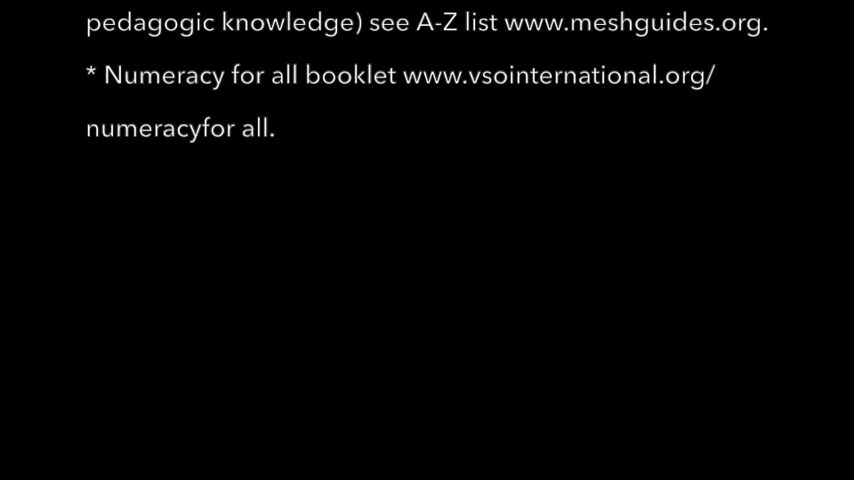 pedagogic knowledge) see A-Z list www.meshguides.org.
* Numeracy for all booklet www.vsointernational.org/
numeracyfor all.